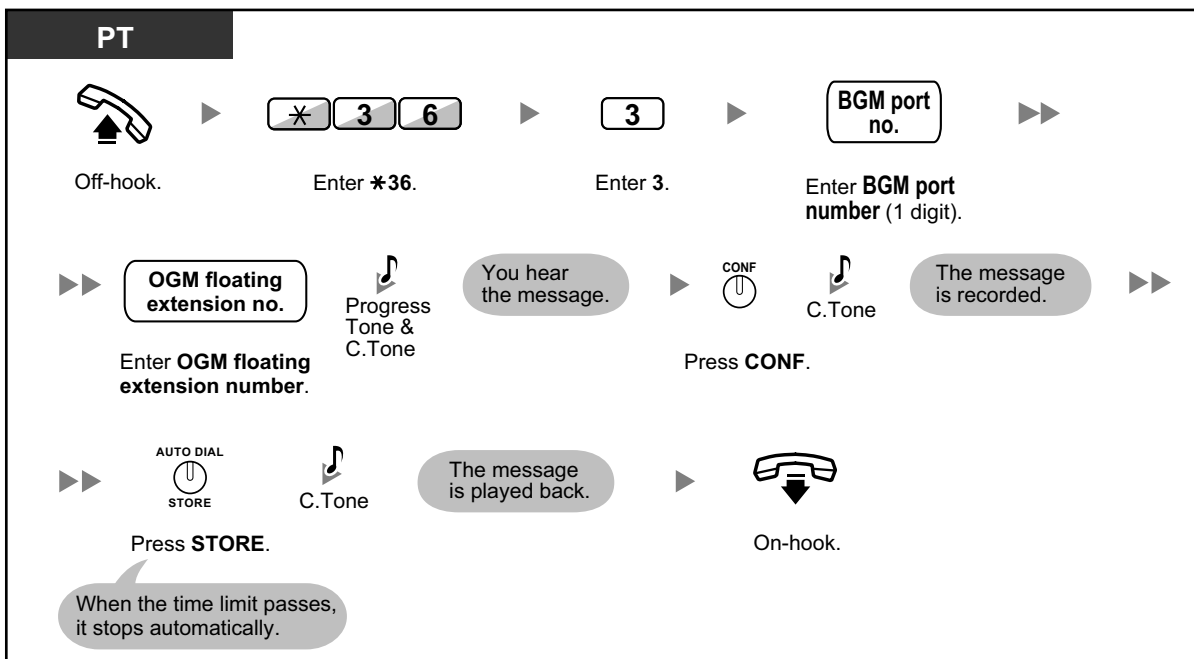 PT
* 3 6
3
BGM port
no.
Off-hook.
Enter *36.
Enter 3.
Enter BGM port
number (1 digit).
OGM floating
extension no.
Progress
Tone &
C.Tone
You hear
the message.
CONF
C.Tone
The message
is recorded.
Enter OGM floating
extension number.
Press CONF.
AUTO DIAL
STORE
C.Tone
The message
is played back.
Press STORE.
On-hook.
When the time limit passes,
it stops automatically.